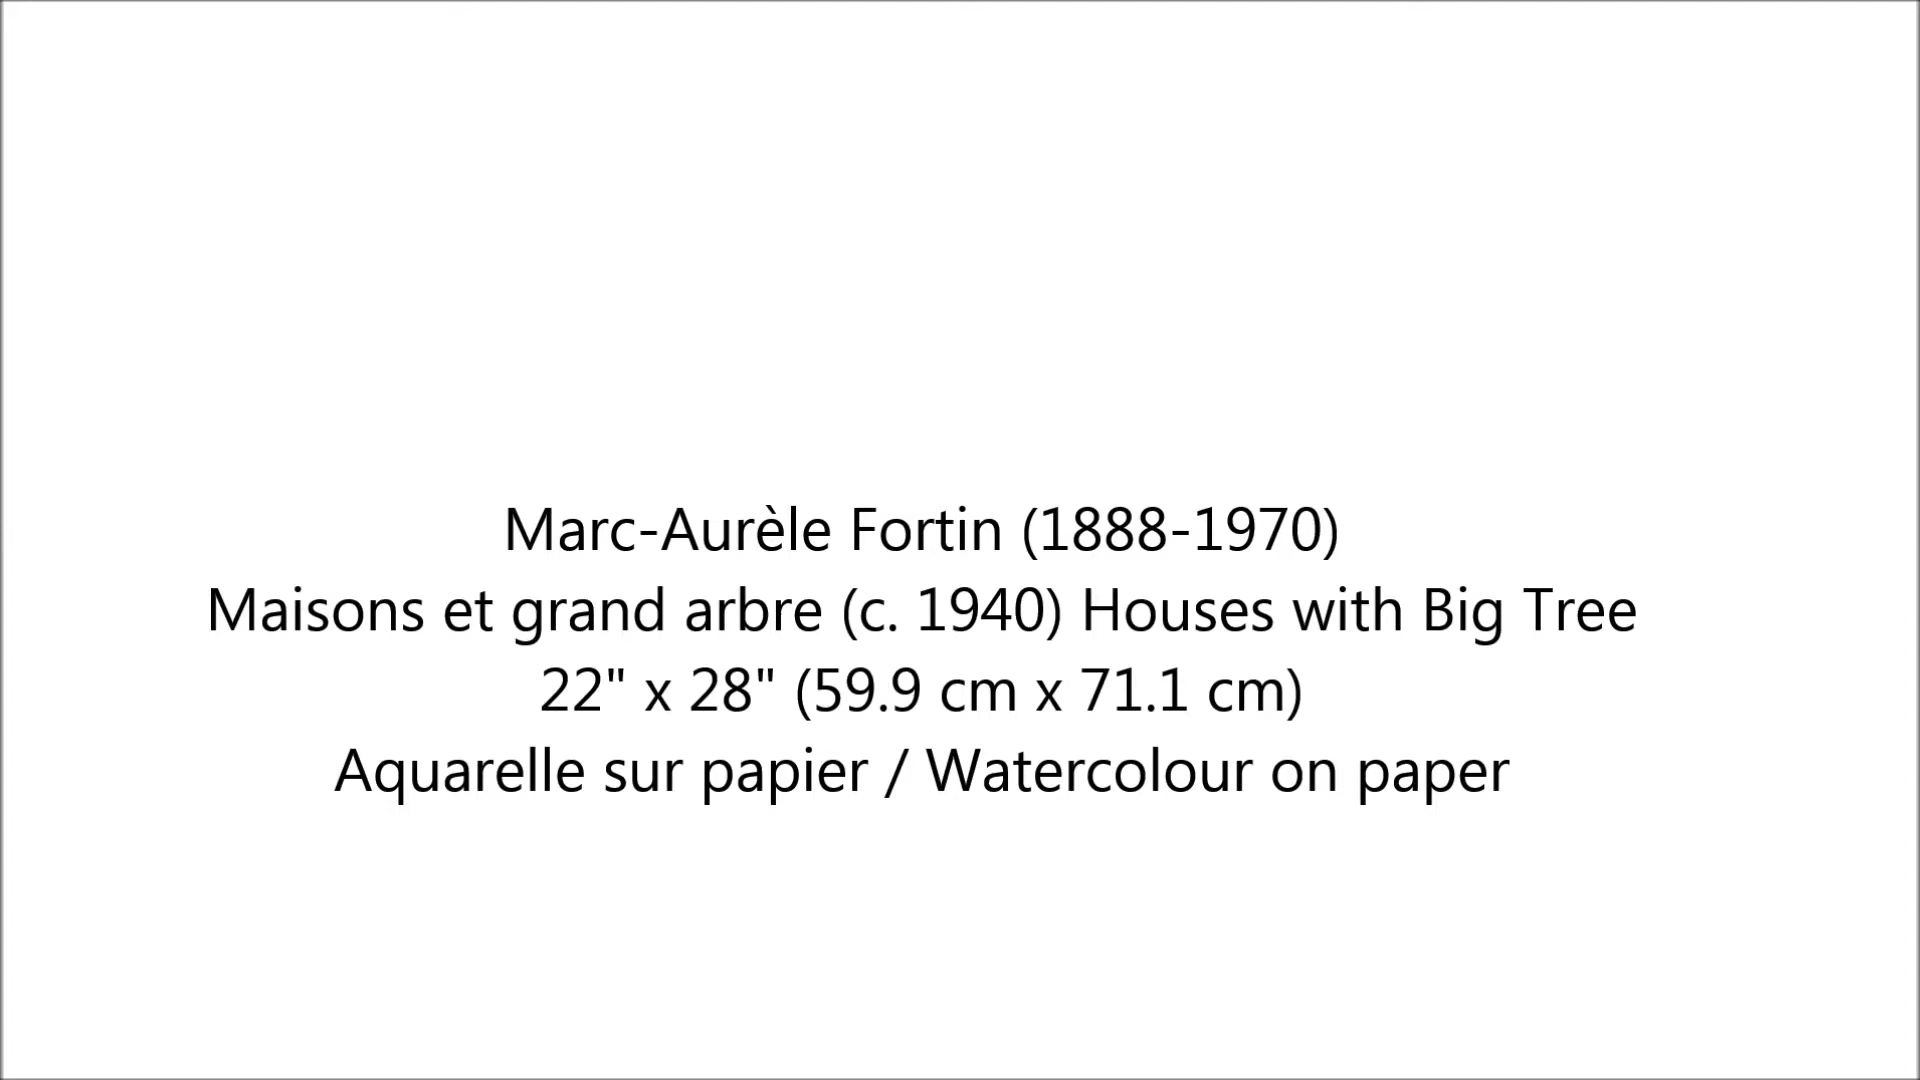 Marc-Aurèle Fortin (1888-1970)
Maisons et grand arbre (c. 1940) Houses with Big Tree
22" x 28" (59.9 cm x 71.1 cm)
Aquarelle sur papier / Watercolour on paper